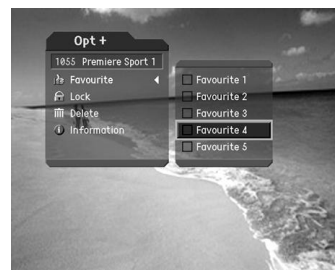 Opt +
1055 Premiere Sport 1
Favourite
Lock
Delete
Information
Favourite 1
Favourite 2
Favourite 3
Favourite 4
Favourite 5